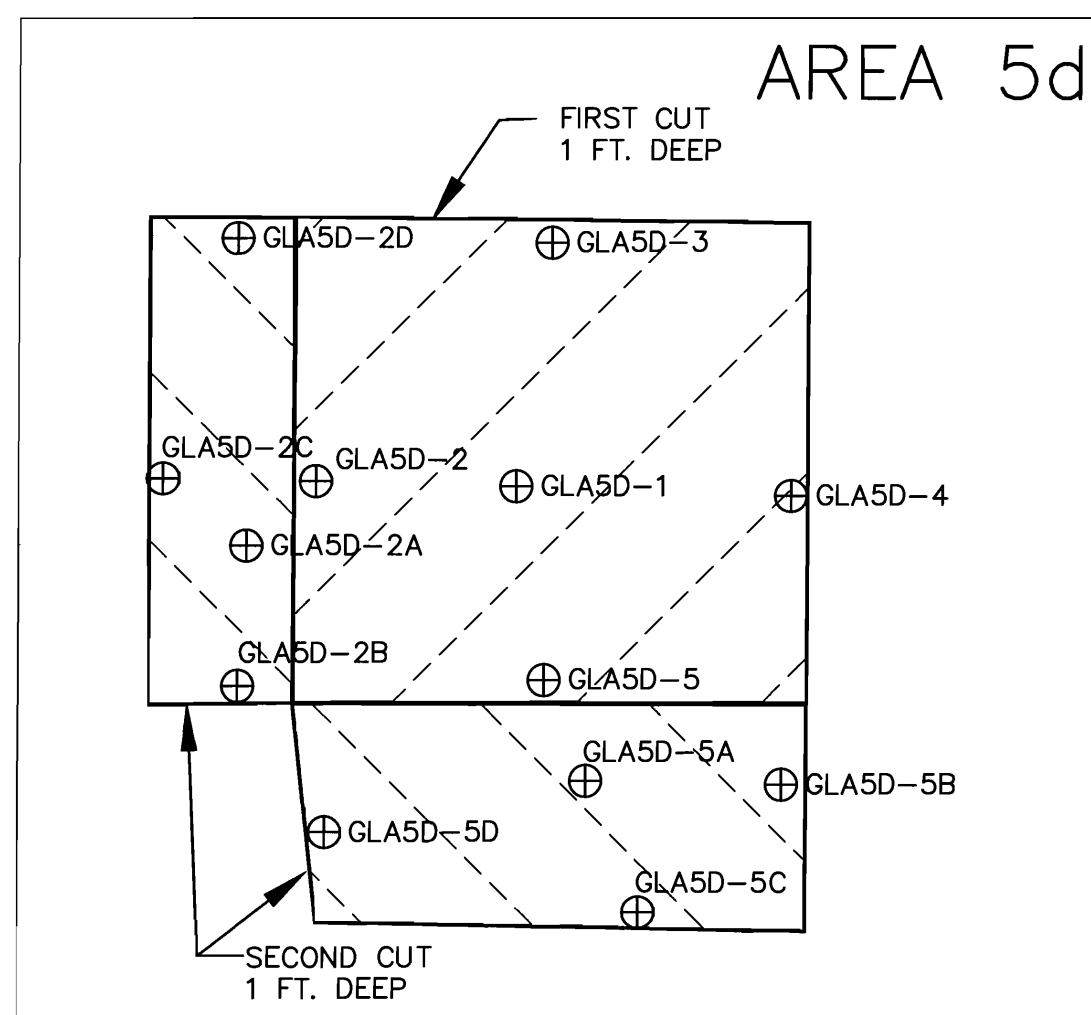 AREA 5d
FIRST CUT
1 FT. DEEP
GLA5D-2D
GLA5D-3
GLA5D-2C
GLA5D-2
GLA5D-1
GLA5D-4
GLA5D-2A
GLA5D-2B
GLA5D-5
GLA5D-5A
GLA5D-5B
GLA5D-5D
GLA5D-5C
SECOND CUT
1 FT. DEEP